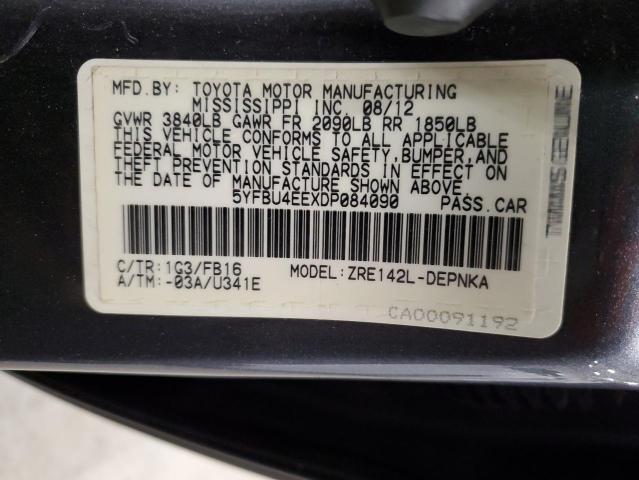 MFD.BY: TOYOTA MOTOR MANUFACTURING
MISSISSIPPI INC. 08/12
GVWR 3840LB GAWR FR 2090LB RR 1850LB
THIS VEHICLE CONFORMS TO ALL APPLICABLE
FEDERAL MOTOR VEHICLE SAFETY,BUMPER,AND
THEFT PREVENTION STANDARDS IN EFFECT ON
THE DATE OF MANUFACTURE SHOWN ABOVE.
5YFBU4EEXDP084090 PASS.CAR
C/TR:1G3/FB16 MODEL:ZRE142L-DEPNKA
A/TM:-03A/U341E
CA00091192